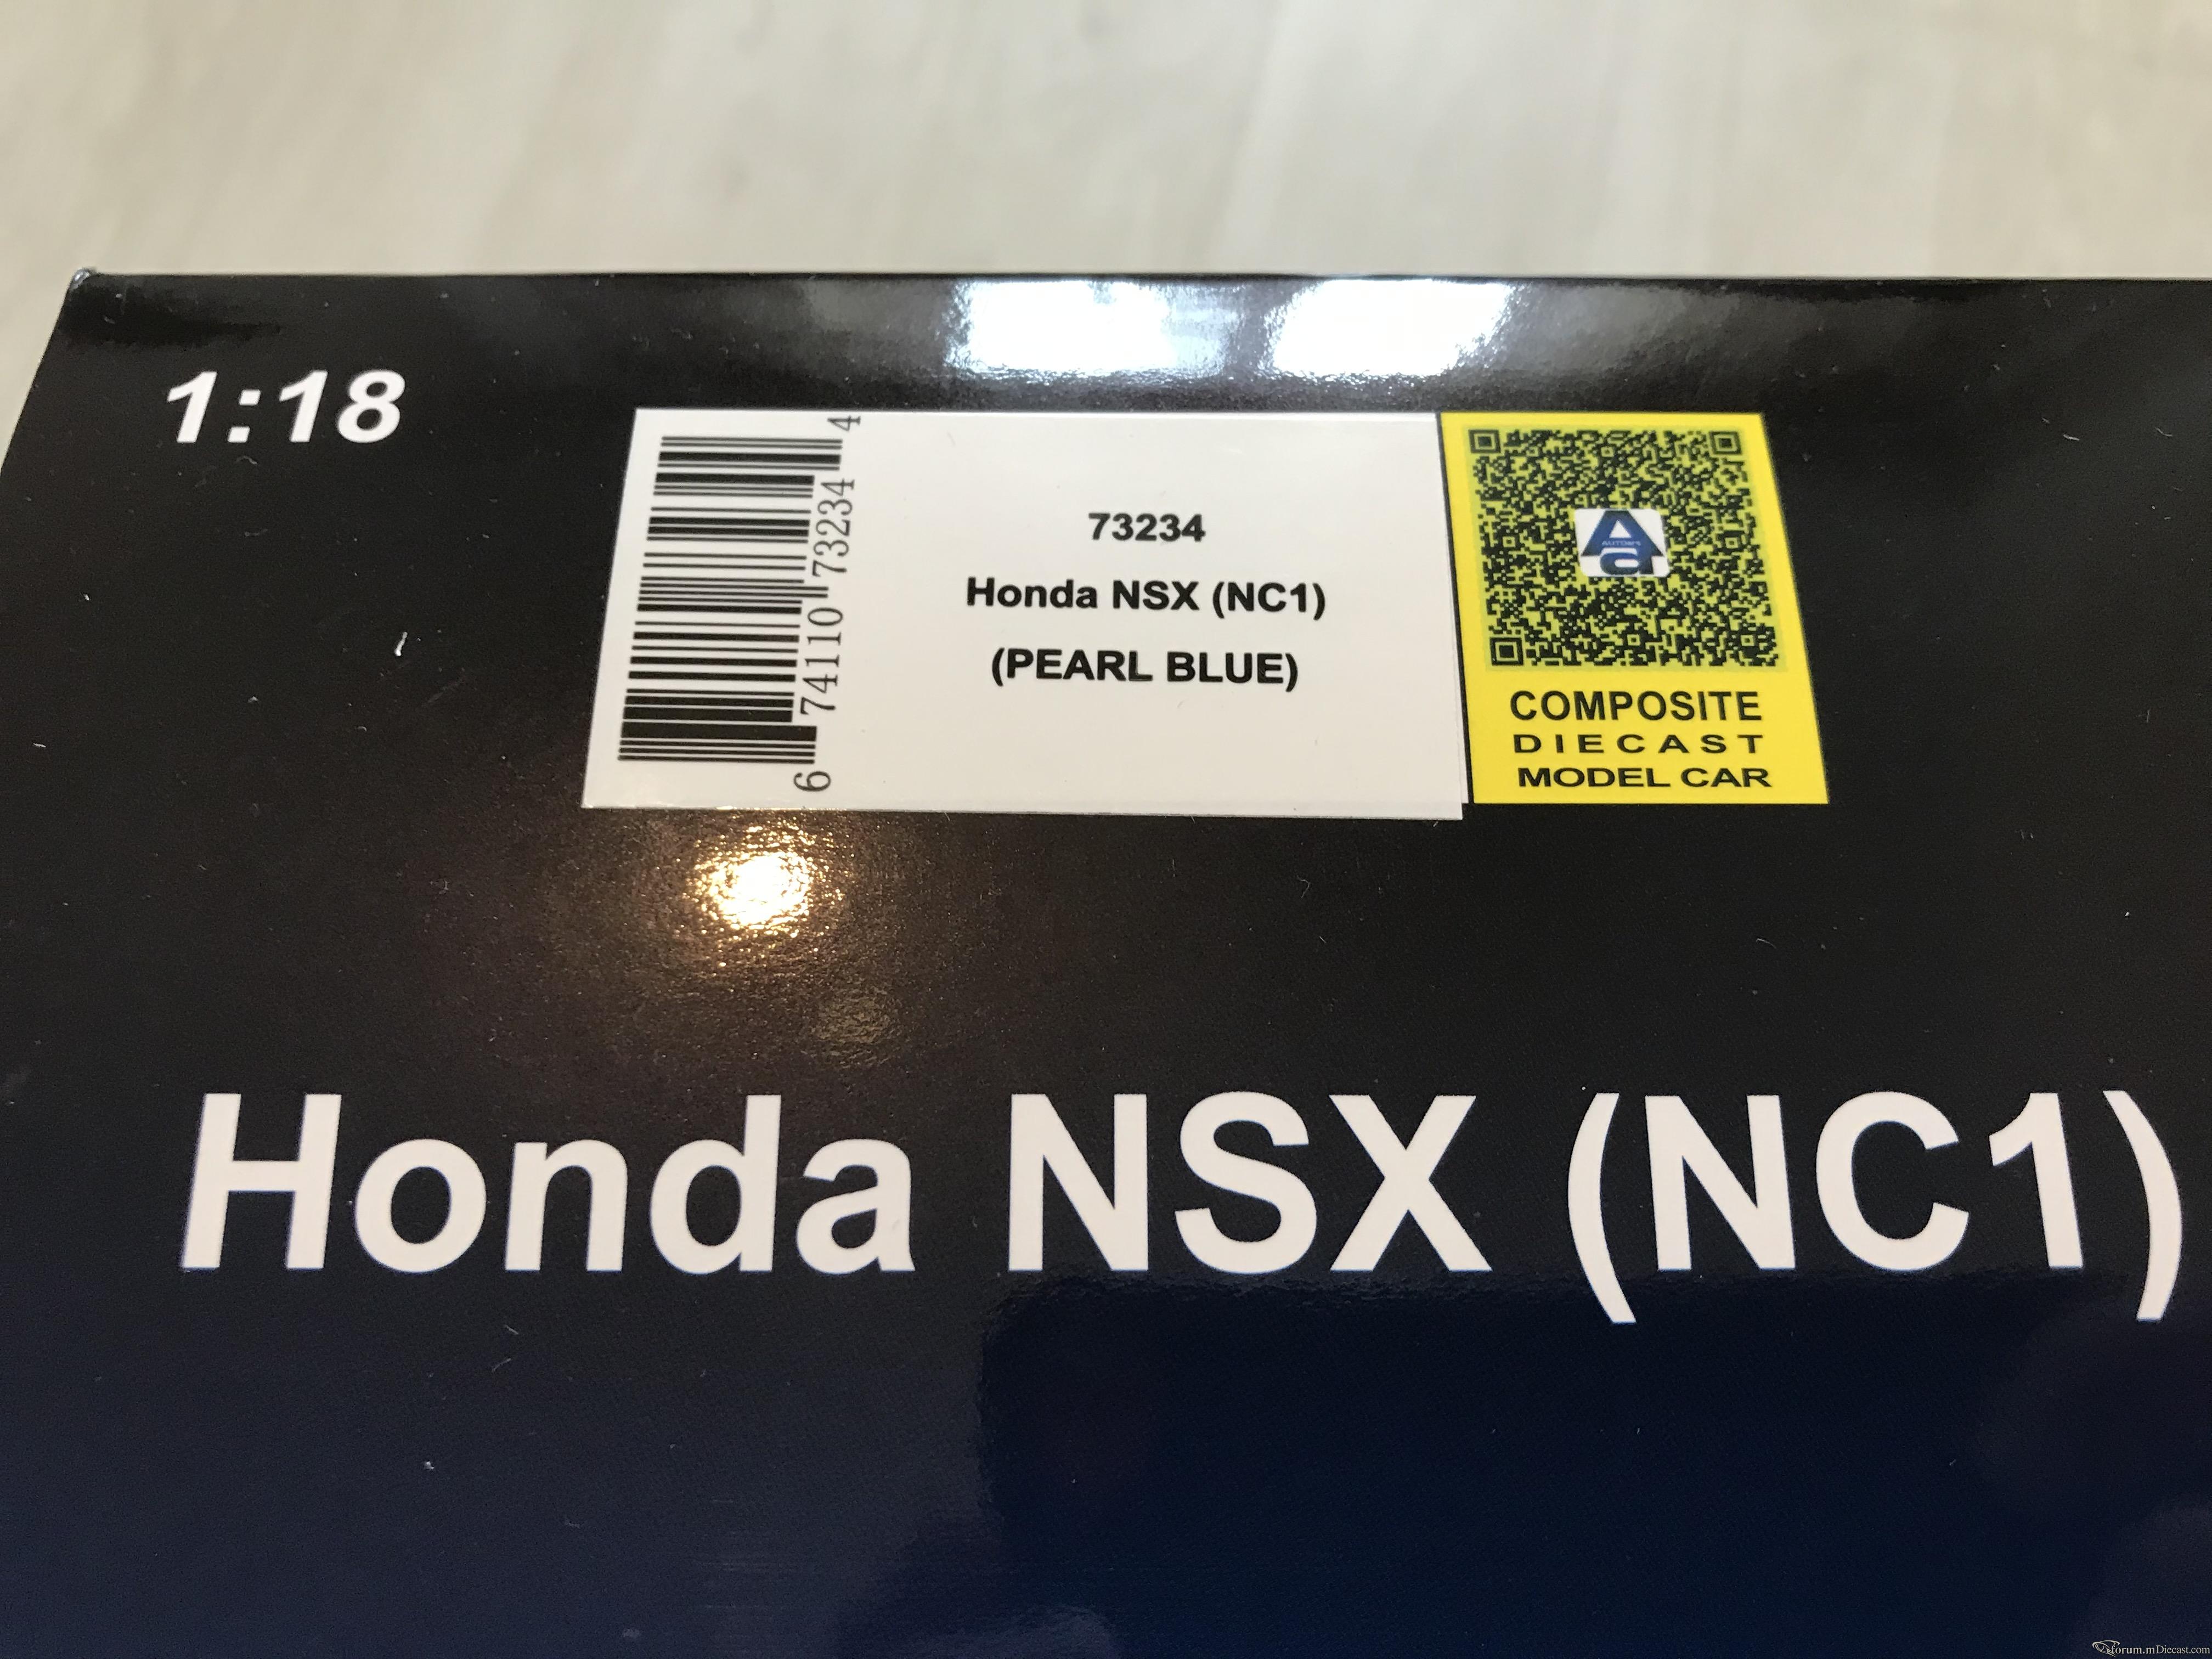 1:18
6 74110 73234 4
73234
Honda NSX (NC1)
(PEARL BLUE)
Aa
COMPOSITE
DIECAST
MODEL CAR
Honda NSX (NC1)
forum.mDiecast.com